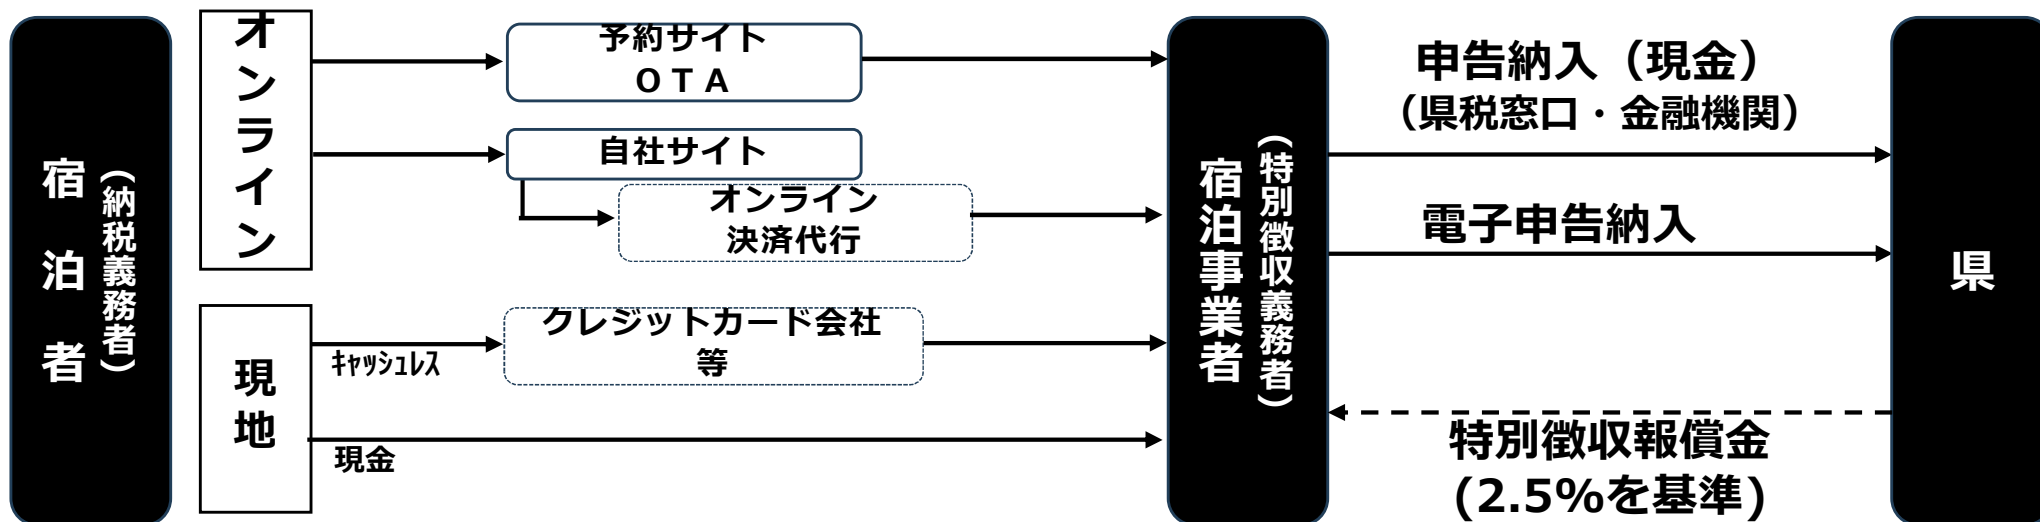 宿泊者
（納税義務者）
オンライン
予約サイト
ＯＴＡ
自社サイト
オンライン
決済代行
現地
クレジットカード会社
等
ｷｬｯｼｭﾚｽ
現金
宿泊事業者
（特別徴収義務者）
申告納入（現金）
（県税窓口・金融機関）
電子申告納入
特別徴収報償金
(2.5%を基準)
県